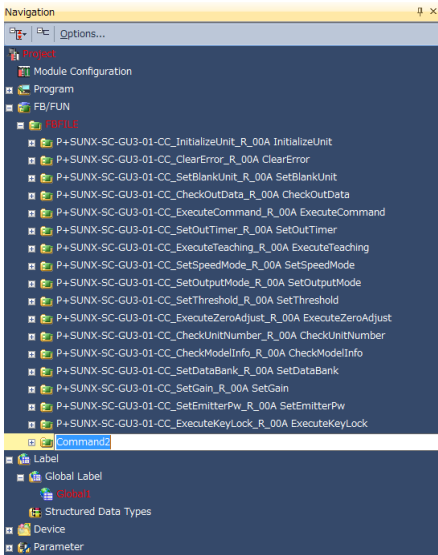 Navigation
Options...
Project
Module Configuration
Program
FB/FUN
FBFILE
P+SUNX-SC-GU3-01-CC_InitializeUnit_R_00A InitializeUnit
P+SUNX-SC-GU3-01-CC_ClearError_R_00A ClearError
P+SUNX-SC-GU3-01-CC_SetBlankUnit_R_00A SetBlankUnit
P+SUNX-SC-GU3-01-CC_CheckOutData_R_00A CheckOutData
P+SUNX-SC-GU3-01-CC_ExecuteCommand_R_00A ExecuteCommand
P+SUNX-SC-GU3-01-CC_SetOutTimer_R_00A SetOutTimer
P+SUNX-SC-GU3-01-CC_ExecuteTeaching_R_00A ExecuteTeaching
P+SUNX-SC-GU3-01-CC_SetSpeedMode_R_00A SetSpeedMode
P+SUNX-SC-GU3-01-CC_SetOutputMode_R_00A SetOutputMode
P+SUNX-SC-GU3-01-CC_SetThreshold_R_00A SetThreshold
P+SUNX-SC-GU3-01-CC_ExecuteZeroAdjust_R_00A ExecuteZeroAdjust
P+SUNX-SC-GU3-01-CC_CheckUnitNumber_R_00A CheckUnitNumber
P+SUNX-SC-GU3-01-CC_CheckModelInfo_R_00A CheckModelInfo
P+SUNX-SC-GU3-01-CC_SetDataBank_R_00A SetDataBank
P+SUNX-SC-GU3-01-CC_SetGain_R_00A SetGain
P+SUNX-SC-GU3-01-CC_SetEmitterPw_R_00A SetEmitterPw
P+SUNX-SC-GU3-01-CC_ExecuteKeyLock_R_00A ExecuteKeyLock
Command2
Label
Global Label
Global1
Structured Data Types
Device
Parameter